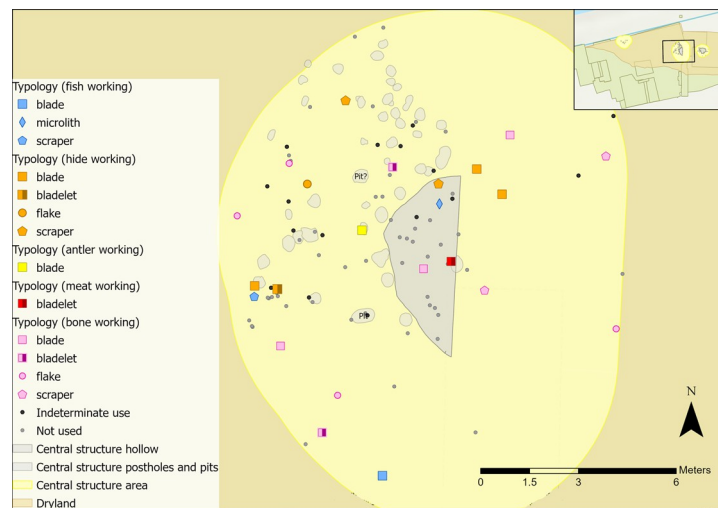 Typology (fish working)
blade
microlith
scraper
Typology (hide working)
blade
bladelet
flake
scraper
Typology (antler working)
blade
Typology (meat working)
bladelet
Typology (bone working)
blade
bladelet
flake
scraper
Indeterminate use
Not used
Central structure hollow
Central structure postholes and pits
Central structure area
Dryland
Pit?
Pit
N
Meters
0 1.5 3 6